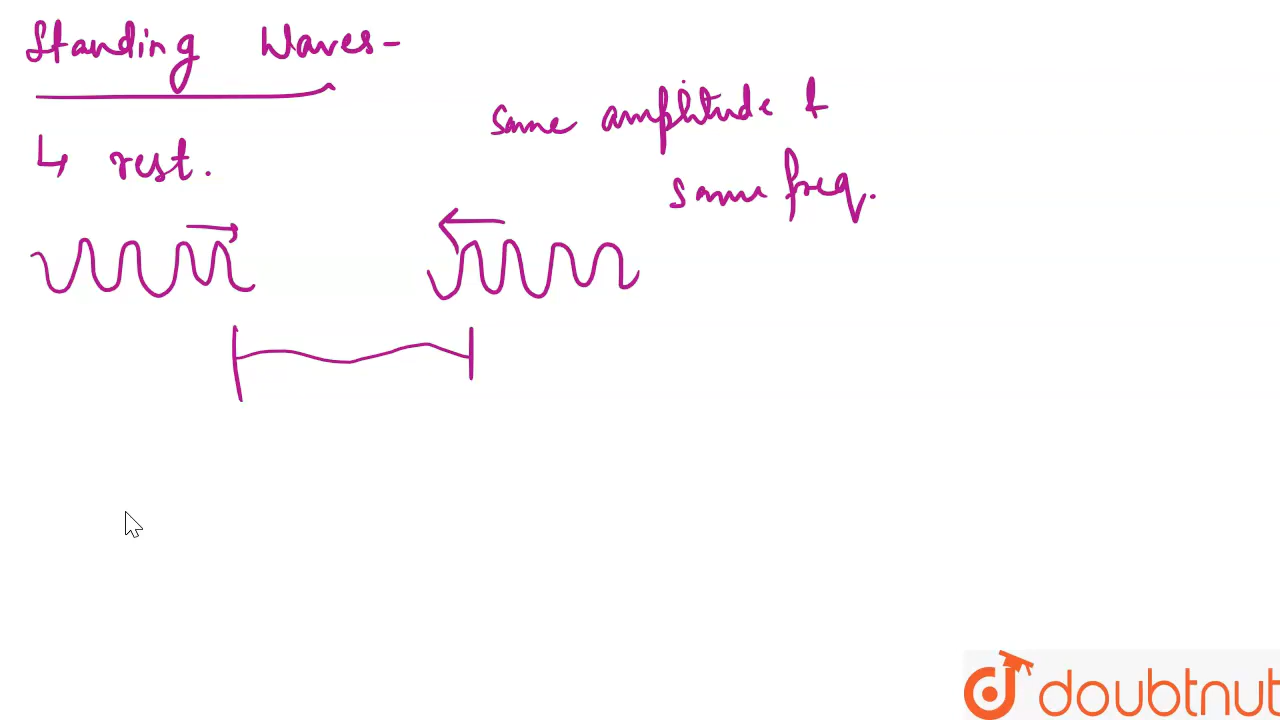 Standing Waves-
same amplitude &
↳ rest.
same freq.
doubtnut